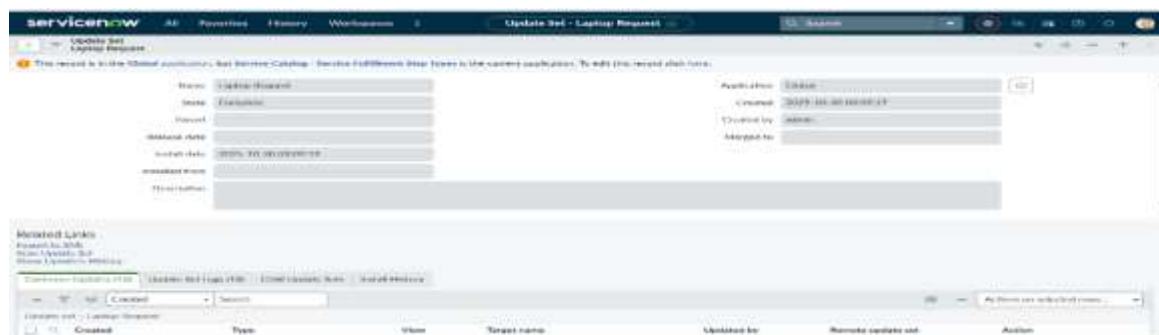 servicenow All Favorites History Workspaces Update Set - Laptop Request Search
Update Set
Laptop Request
This record is in the Global application, but Service Catalog - Service Fulfillment Step Types is the current application. To edit this record click here.
Name Laptop Request
State Complete
Parent
Release date
Install date
Installed from
Description
Application Global
Created
Created by admin
Merged to
Related Links
Export to XML
Scan Update Set
Customer Updates Update Set Logs Child Update Sets Install History
Created Search Actions on selected rows...
Update set = Laptop Request
Created Type View Target name Updated by Remote update set Action